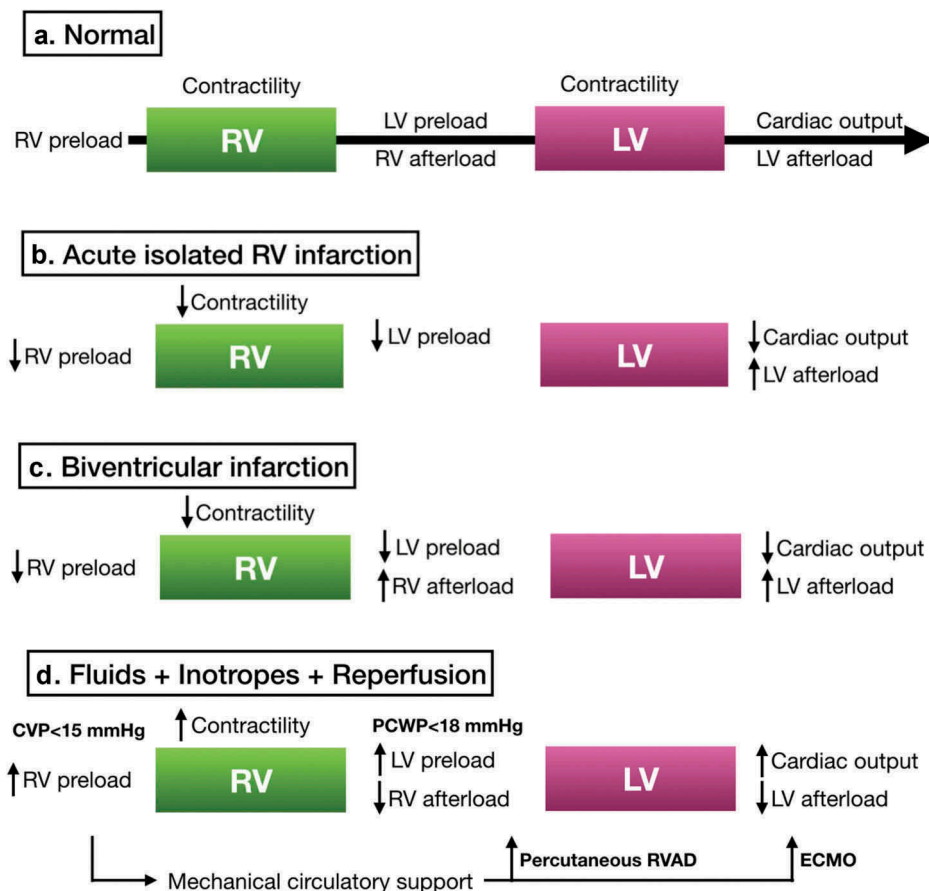 a. Normal
Contractility
Contractility
RV preload
RV
LV preload
RV afterload
LV
Cardiac output
LV afterload
b. Acute isolated RV infarction
Contractility
RV preload
RV
LV preload
LV
Cardiac output
LV afterload
c. Biventricular infarction
Contractility
RV preload
RV
LV preload
RV afterload
LV
Cardiac output
LV afterload
d. Fluids + Inotropes + Reperfusion
CVP<15 mmHg
Contractility
PCWP<18 mmHg
RV preload
RV
LV preload
RV afterload
LV
Cardiac output
LV afterload
Mechanical circulatory support
Percutaneous RVAD
ECMO